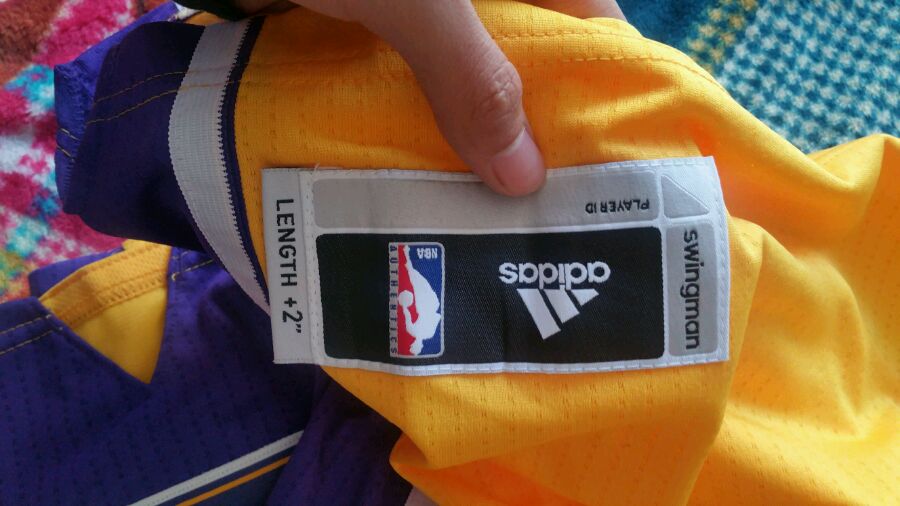 PLAYER ID
swingman
adidas
NBA
AUTHENTICS
LENGTH +2"